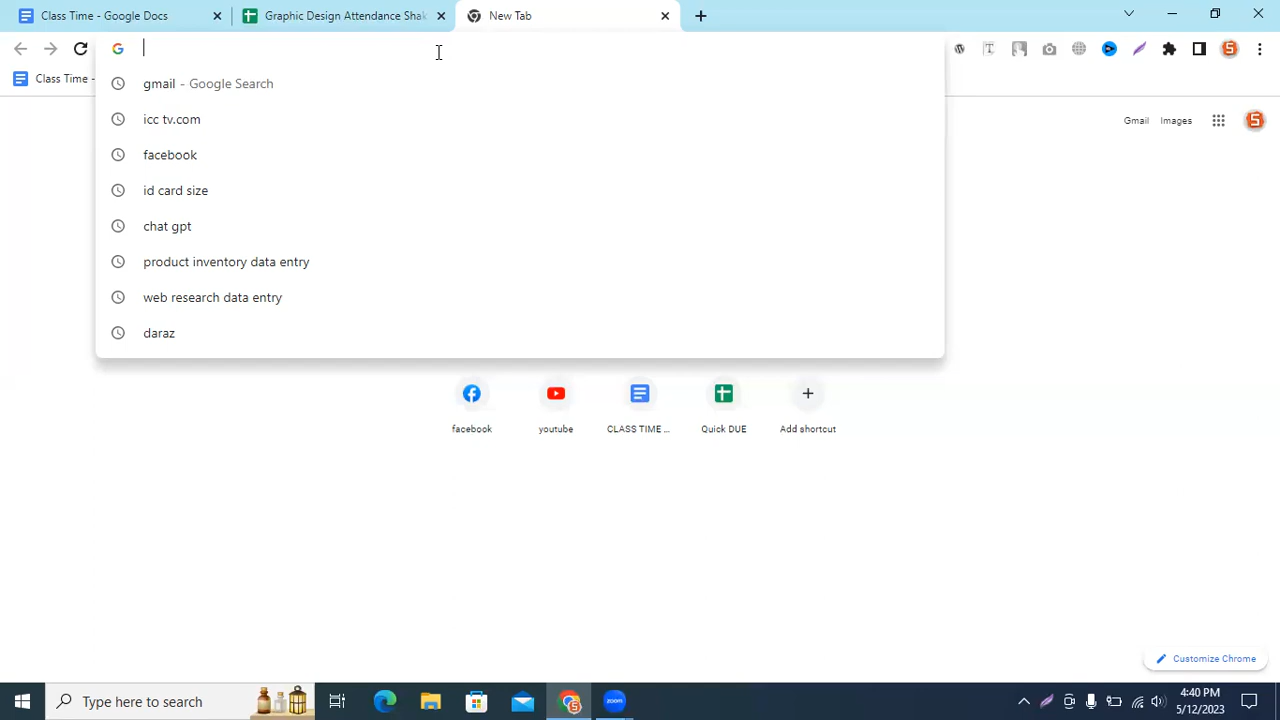 Class Time - Google Docs
Graphic Design Attendance Shak
New Tab
Class Time -
gmail - Google Search
icc tv.com
facebook
id card size
chat gpt
product inventory data entry
web research data entry
daraz
Gmail Images
facebook
youtube
CLASS TIME ...
Quick DUE
Add shortcut
Customize Chrome
Type here to search
zoom
4:40 PM
5/12/2023